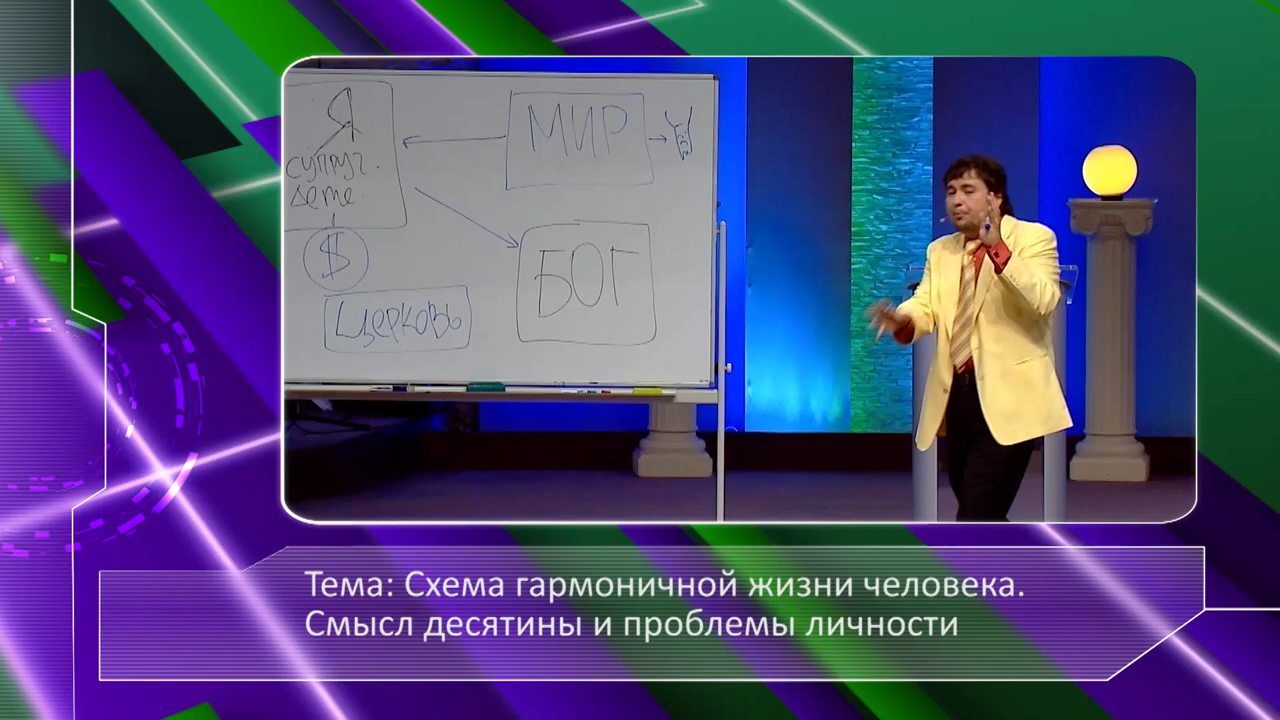 Я
супруг.
дети.
$
Церковь
МИР
БОГ
Тема: Схема гармоничной жизни человека.
Смысл десятины и проблемы личности